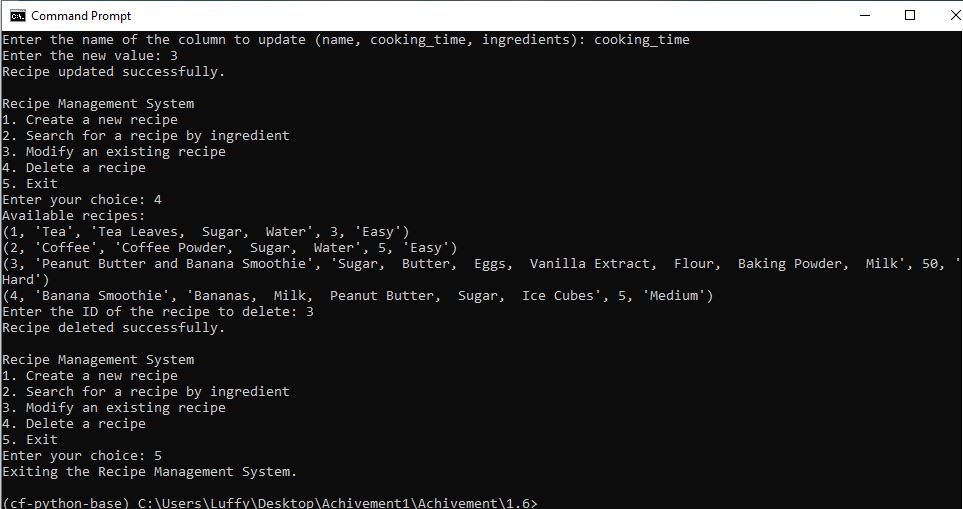 Command Prompt
Enter the name of the column to update (name, cooking_time, ingredients): cooking_time
Enter the new value: 3
Recipe updated successfully.
Recipe Management System
1. Create a new recipe
2. Search for a recipe by ingredient
3. Modify an existing recipe
4. Delete a recipe
5. Exit
Enter your choice: 4
Available recipes:
(1, 'Tea', 'Tea Leaves,  Sugar,  Water', 3, 'Easy')
(2, 'Coffee', 'Coffee Powder,  Sugar,  Water', 5, 'Easy')
(3, 'Peanut Butter and Banana Smoothie', 'Sugar,  Butter,  Eggs,  Vanilla Extract,  Flour,  Baking Powder,  Milk', 50, '
Hard')
(4, 'Banana Smoothie', 'Bananas,  Milk,  Peanut Butter,  Sugar,  Ice Cubes', 5, 'Medium')
Enter the ID of the recipe to delete: 3
Recipe deleted successfully.
Recipe Management System
1. Create a new recipe
2. Search for a recipe by ingredient
3. Modify an existing recipe
4. Delete a recipe
5. Exit
Enter your choice: 5
Exiting the Recipe Management System.
(cf-python-base) C:\Users\Luffy\Desktop\Achivement1\Achivement\1.6>